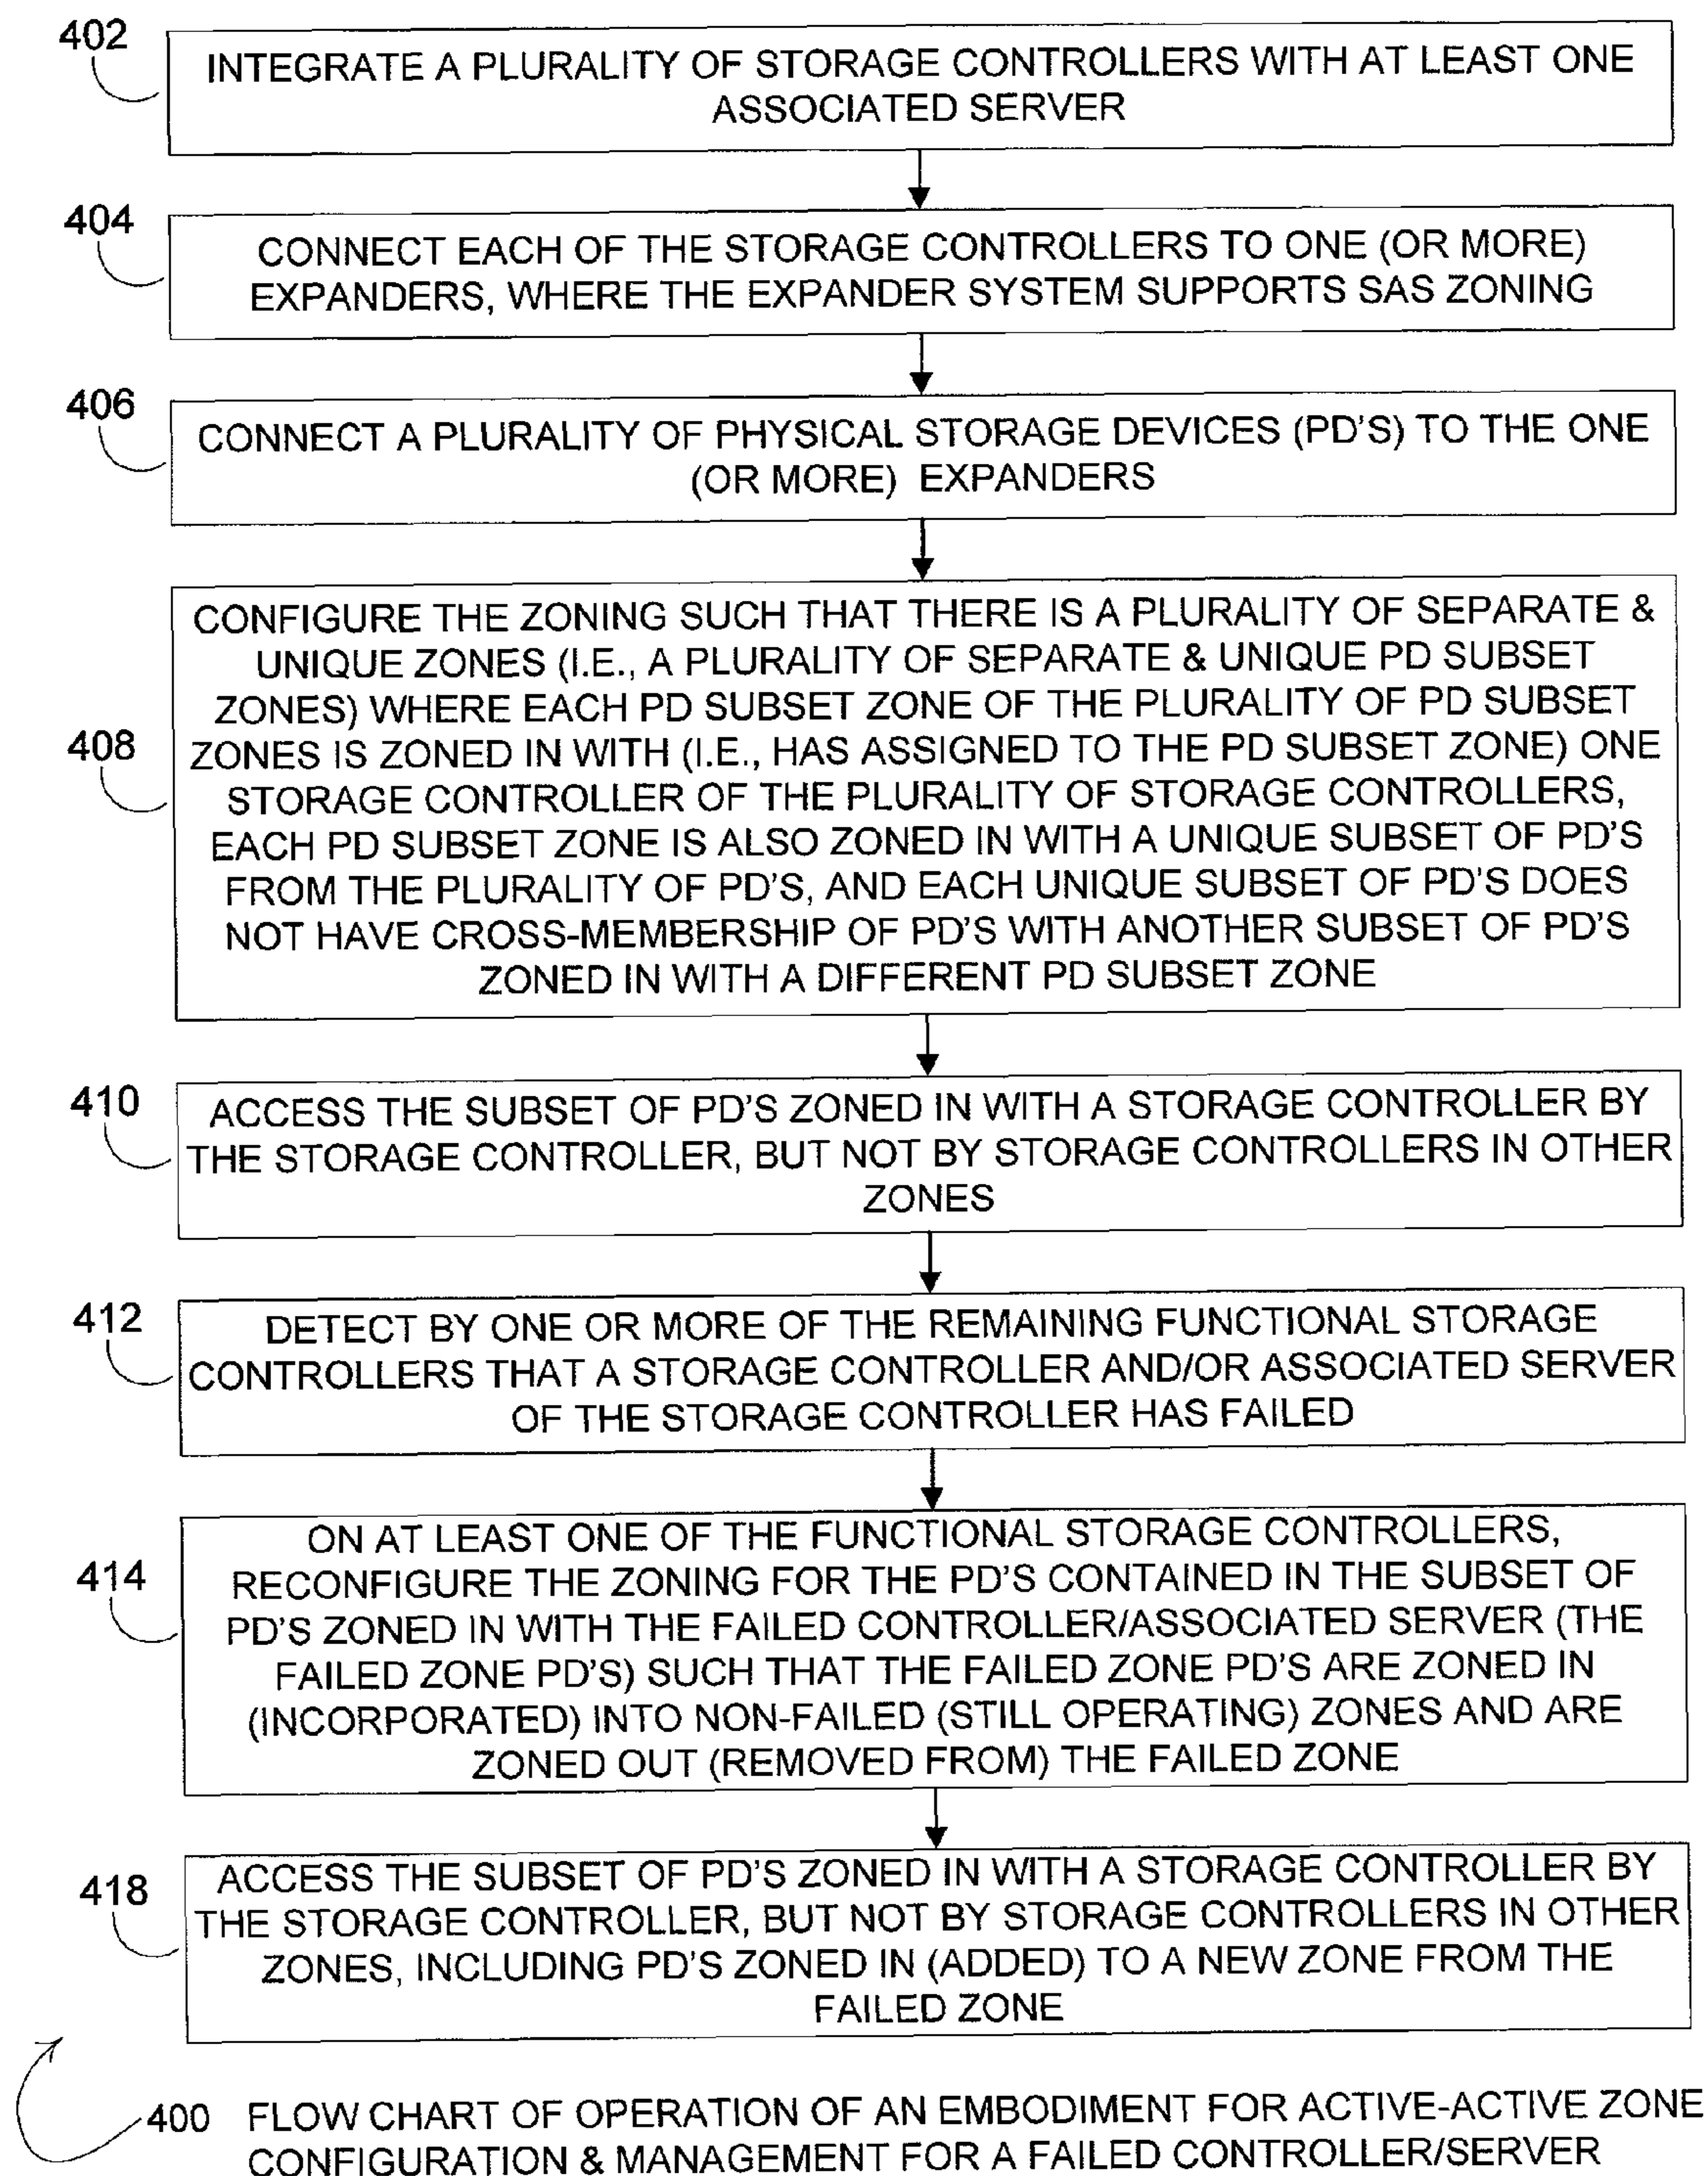 402
INTEGRATE A PLURALITY OF STORAGE CONTROLLERS WITH AT LEAST ONE
ASSOCIATED SERVER
404
CONNECT EACH OF THE STORAGE CONTROLLERS TO ONE (OR MORE)
EXPANDERS, WHERE THE EXPANDER SYSTEM SUPPORTS SAS ZONING
406
CONNECT A PLURALITY OF PHYSICAL STORAGE DEVICES (PD'S) TO THE ONE
(OR MORE) EXPANDERS
408
CONFIGURE THE ZONING SUCH THAT THERE IS A PLURALITY OF SEPARATE &
UNIQUE ZONES (I.E., A PLURALITY OF SEPARATE & UNIQUE PD SUBSET
ZONES) WHERE EACH PD SUBSET ZONE OF THE PLURALITY OF PD SUBSET
ZONES IS ZONED IN WITH (I.E., HAS ASSIGNED TO THE PD SUBSET ZONE) ONE
STORAGE CONTROLLER OF THE PLURALITY OF STORAGE CONTROLLERS,
EACH PD SUBSET ZONE IS ALSO ZONED IN WITH A UNIQUE SUBSET OF PD'S
FROM THE PLURALITY OF PD'S, AND EACH UNIQUE SUBSET OF PD'S DOES
NOT HAVE CROSS-MEMBERSHIP OF PD'S WITH ANOTHER SUBSET OF PD'S
ZONED IN WITH A DIFFERENT PD SUBSET ZONE
410
ACCESS THE SUBSET OF PD'S ZONED IN WITH A STORAGE CONTROLLER BY
THE STORAGE CONTROLLER, BUT NOT BY STORAGE CONTROLLERS IN OTHER
ZONES
412
DETECT BY ONE OR MORE OF THE REMAINING FUNCTIONAL STORAGE
CONTROLLERS THAT A STORAGE CONTROLLER AND/OR ASSOCIATED SERVER
OF THE STORAGE CONTROLLER HAS FAILED
414
ON AT LEAST ONE OF THE FUNCTIONAL STORAGE CONTROLLERS,
RECONFIGURE THE ZONING FOR THE PD'S CONTAINED IN THE SUBSET OF
PD'S ZONED IN WITH THE FAILED CONTROLLER/ASSOCIATED SERVER (THE
FAILED ZONE PD'S) SUCH THAT THE FAILED ZONE PD'S ARE ZONED IN
(INCORPORATED) INTO NON-FAILED (STILL OPERATING) ZONES AND ARE
ZONED OUT (REMOVED FROM) THE FAILED ZONE
418
ACCESS THE SUBSET OF PD'S ZONED IN WITH A STORAGE CONTROLLER BY
THE STORAGE CONTROLLER, BUT NOT BY STORAGE CONTROLLERS IN OTHER
ZONES, INCLUDING PD'S ZONED IN (ADDED) TO A NEW ZONE FROM THE
FAILED ZONE
400 FLOW CHART OF OPERATION OF AN EMBODIMENT FOR ACTIVE-ACTIVE ZONE
CONFIGURATION & MANAGEMENT FOR A FAILED CONTROLLER/SERVER